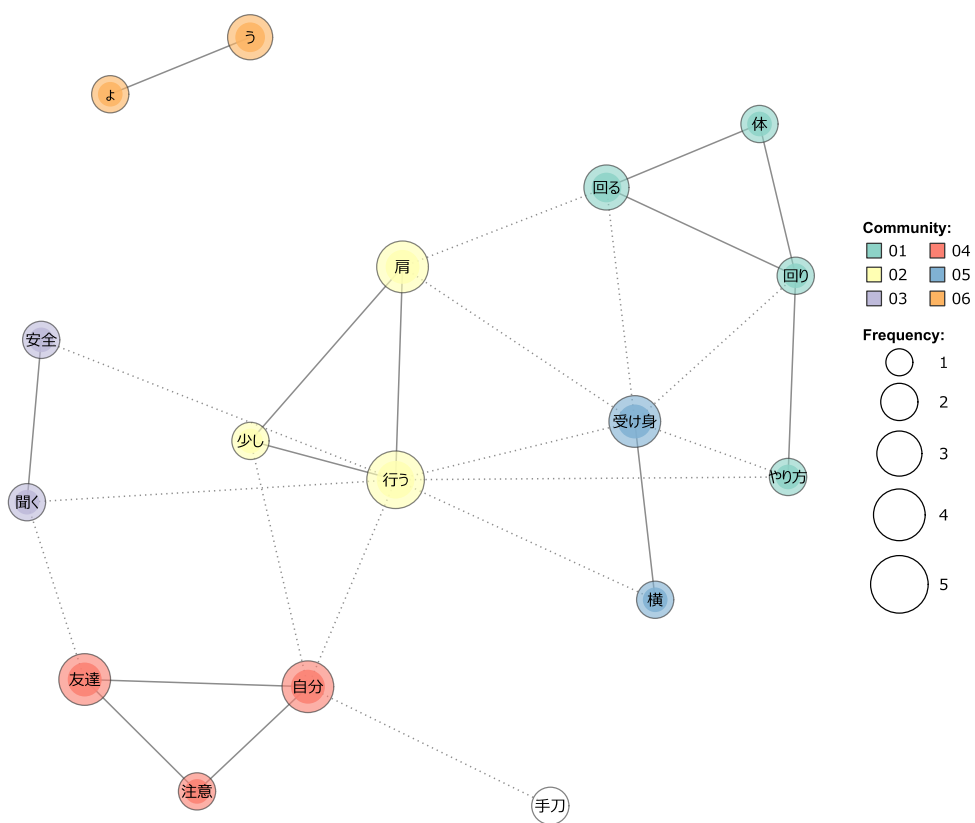 う
ょ
体
回る
肩
回り
安全
受け身
少し
やり方
行う
聞く
横
友達
自分
注意
手刀
Community:
01 04
02 05
03 06
Frequency:
1
2
3
4
5